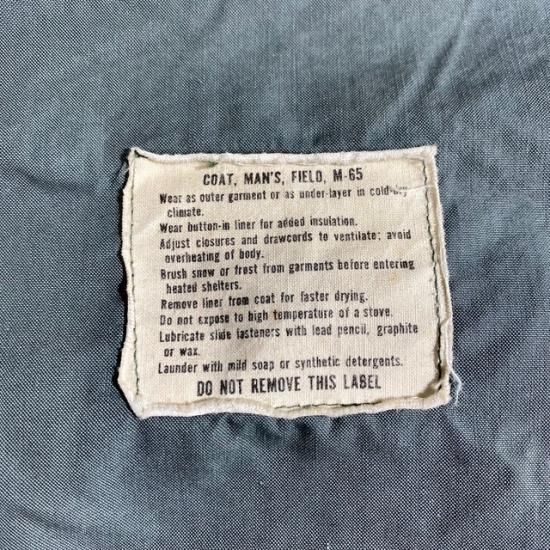 COAT, MAN'S, FIELD, M-65
Wear as outer garment or as under-layer in cold-dry
climate.
Wear button-in liner for added insulation.
Adjust closures and drawcords to ventilate; avoid
overheating of body.
Brush snow or frost from garments before entering
heated shelters.
Remove liner from coat for faster drying.
Do not expose to high temperature of a stove.
Lubricate slide fasteners with lead pencil, graphite
or wax.
Launder with mild soap or synthetic detergents.
DO NOT REMOVE THIS LABEL